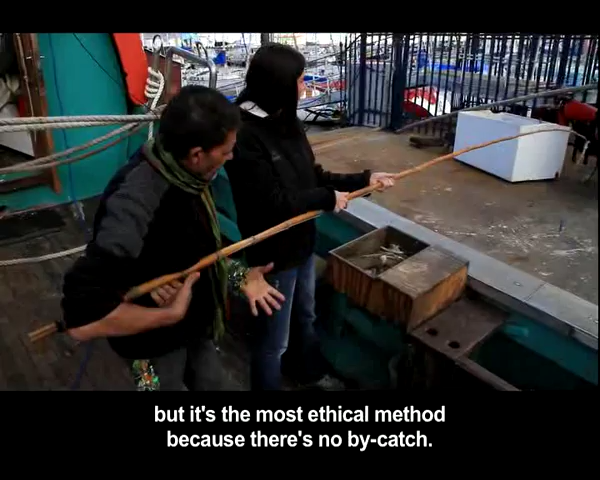 but it's the most ethical method
because there's no by-catch.